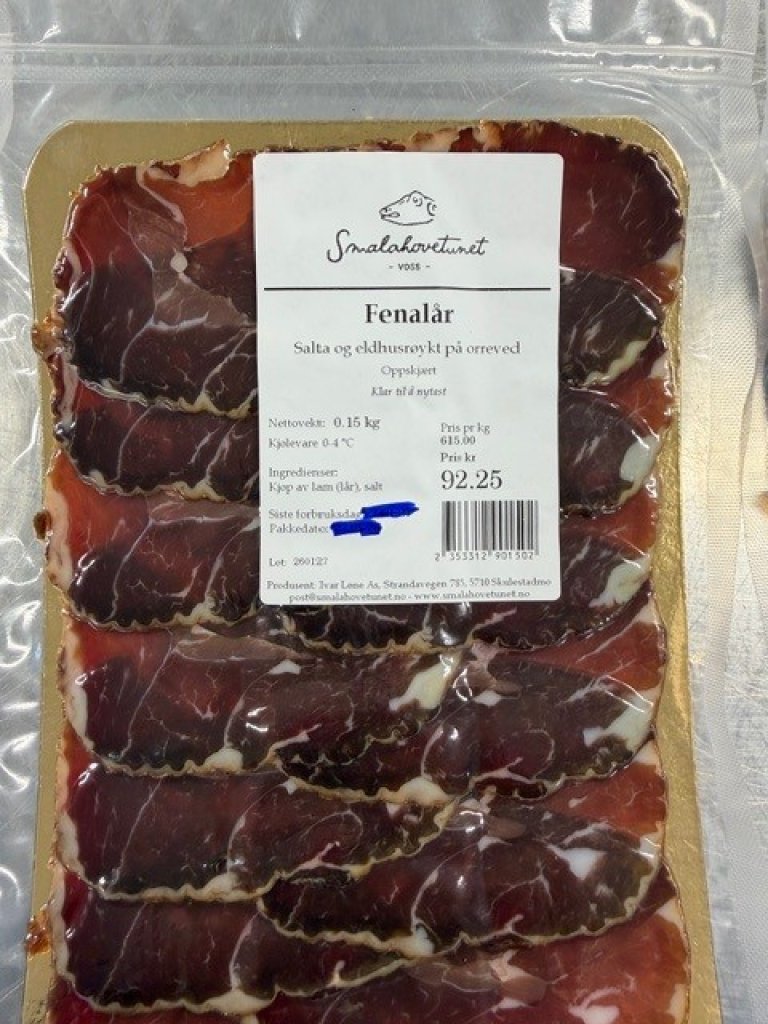 Smalahovetunet
- VOSS -
Fenalår
Salta og eldhusrøykt på orreved
Oppskjært
Klar til å nytast
Nettovekt: 0.15 kg
Kjølevare 0-4 °C
Pris pr kg
615.00
Pris kr
92.25
Ingredienser:
Kjøp av lam (lår), salt
Siste forbruksdag
Pakkedato:
2 353312 901502
Lot: 260127
Produsent: Ivar Løne As, Strandavegen 785, 5710 Skulestadmo
post@smalahovetunet.no - www.smalahovetunet.no